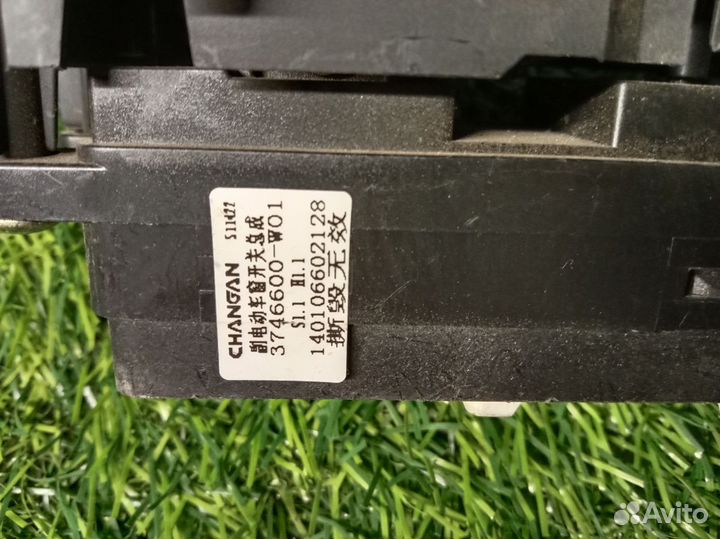 CHANGAN S11422
副电动车窗开关总成
3746600-W01
S1.1 H1.1
140106602128
撕毁无效
Avito